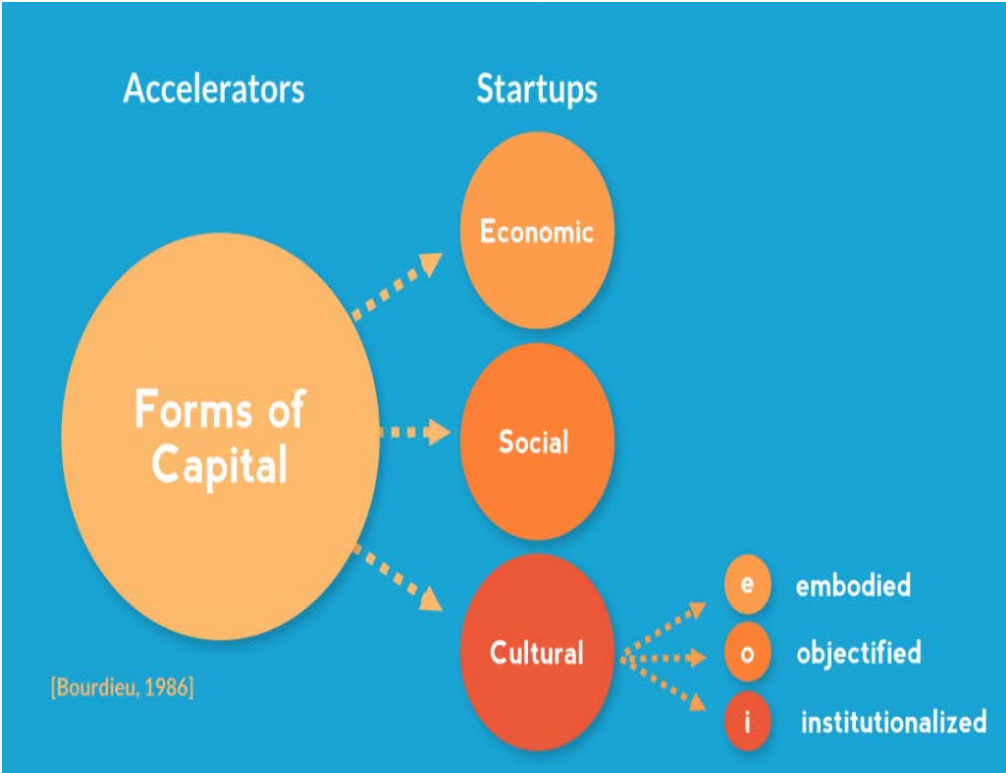 Accelerators
Startups
Forms of
Capital
Economic
Social
Cultural
e embodied
o objectified
i institutionalized
[Bourdieu, 1986]